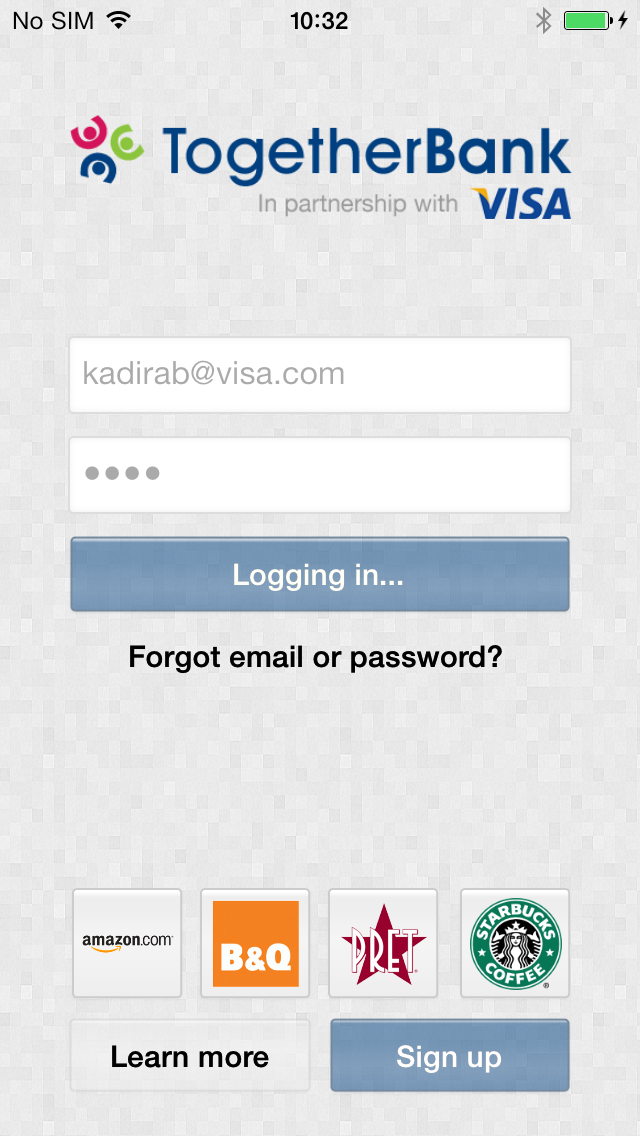 No SIM 10:32
TogetherBank
In partnership with VISA
kadirab@visa.com
••••
Logging in...
Forgot email or password?
amazon.com B&Q PRET STARBUCKS COFFEE
Learn more Sign up